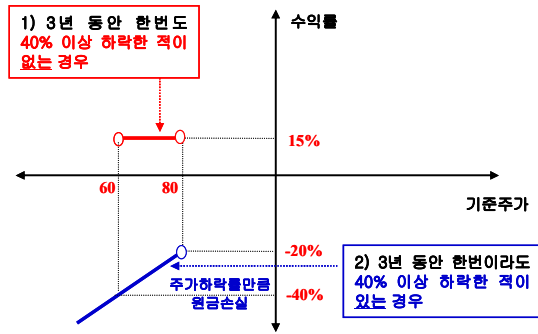 1) 3년 동안 한번도
40% 이상 하락한 적이
없는 경우
수익률
15%
60
80
기준주가
-20%
주가하락률만큼
원금손실
-40%
2) 3년 동안 한번이라도
40% 이상 하락한 적이
있는 경우